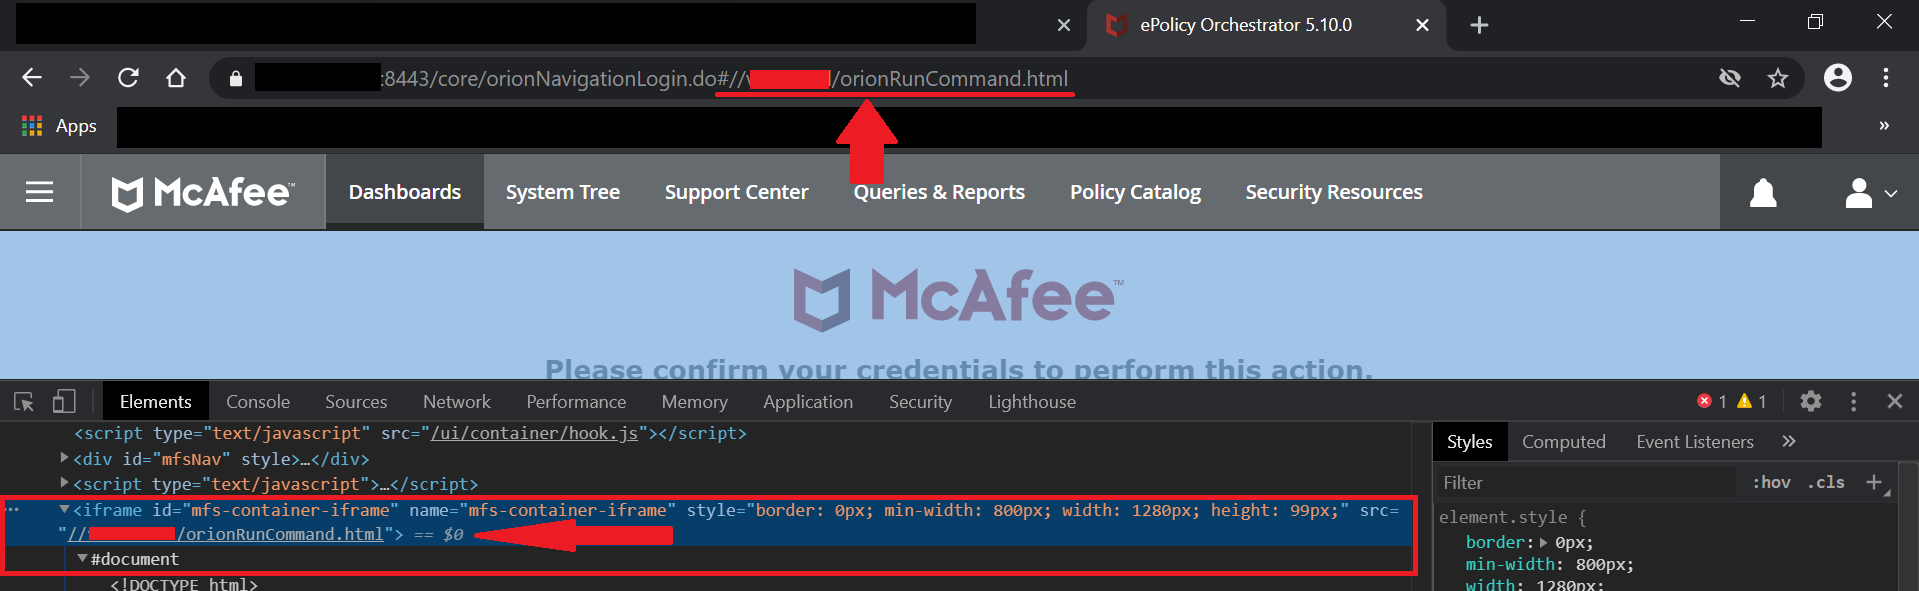 ePolicy Orchestrator 5.10.0
:8443/core/orionNavigationLogin.do#// /orionRunCommand.html
Apps
»
McAfee™
Dashboards
System Tree
Support Center
Queries & Reports
Policy Catalog
Security Resources
McAfee™
Please confirm your credentials to perform this action.
Elements
Console
Sources
Network
Performance
Memory
Application
Security
Lighthouse
1
1
<script type="text/javascript" src="/ui/container/hook.js"></script>
<div id="mfsNav" style>…</div>
<script type="text/javascript">…</script>
<iframe id="mfs-container-iframe" name="mfs-container-iframe" style="border: 0px; min-width: 800px; width: 1280px; height: 99px;" src=
"// /orionRunCommand.html"> == $0
#document
<!DOCTYPE html>
Styles
Computed
Event Listeners
»
Filter
:hov
.cls
element.style {
border: 0px;
min-width: 800px;
width: 1280px;